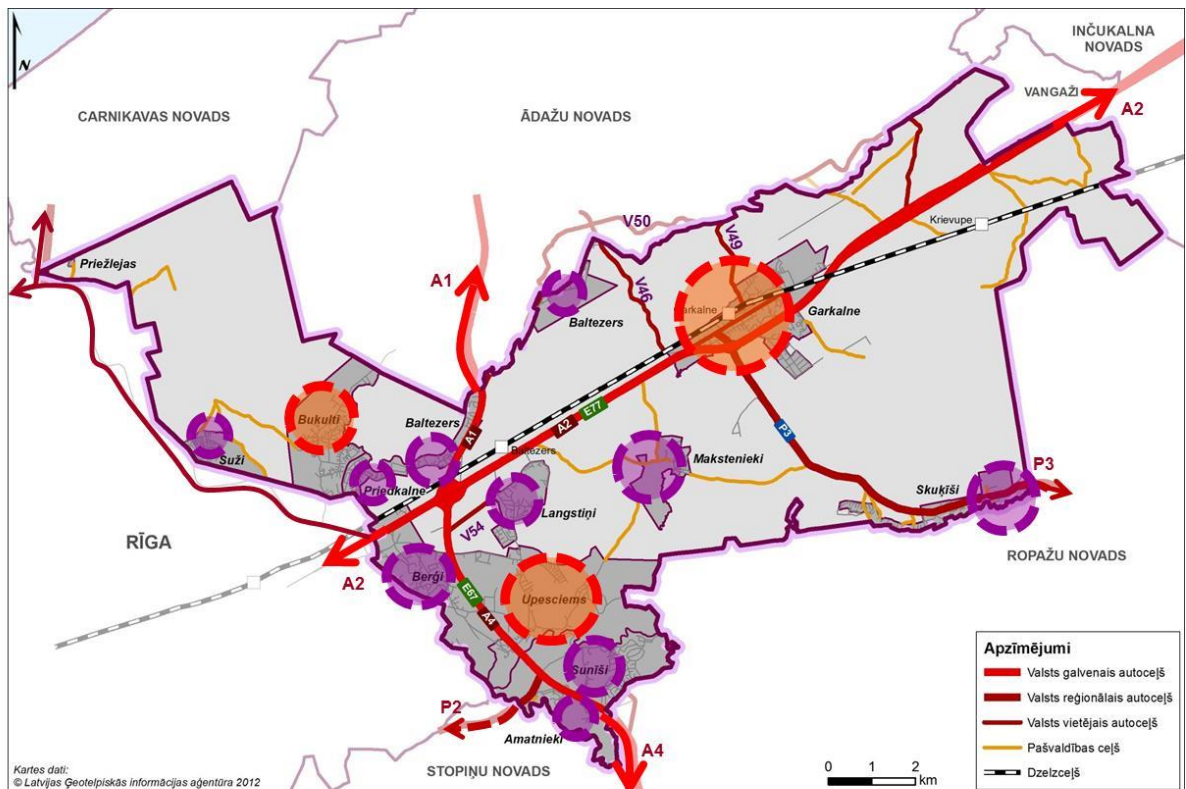 INČUKALNA
NOVADS
CARNIKAVAS NOVADS
ĀDAŽU NOVADS
VANGAŽI
A2
N
V50
Krievupe
V49
Priežlejas
A1
V46
Baltezers
Garkalne
Garkalne
E77
A2
Bukulti
Baltezers
A1
P3
Baltezers
Suži
Makstenieki
P3
Priedkalne
Skuķīši
Langstiņi
RĪGA
V54
ROPAŽU NOVADS
A2
Berģi
E67
A4
Upesciems
Sunīši
P2
Amatnieki
A4
STOPIŅU NOVADS
Apzīmējumi
Valsts galvenais autoceļš
Valsts reģionālais autoceļš
Valsts vietējais autoceļš
Pašvaldības ceļš
Dzelzceļš
0 1 2
km
Kartes dati:
© Latvijas Ģeotelpiskās informācijas aģentūra 2012